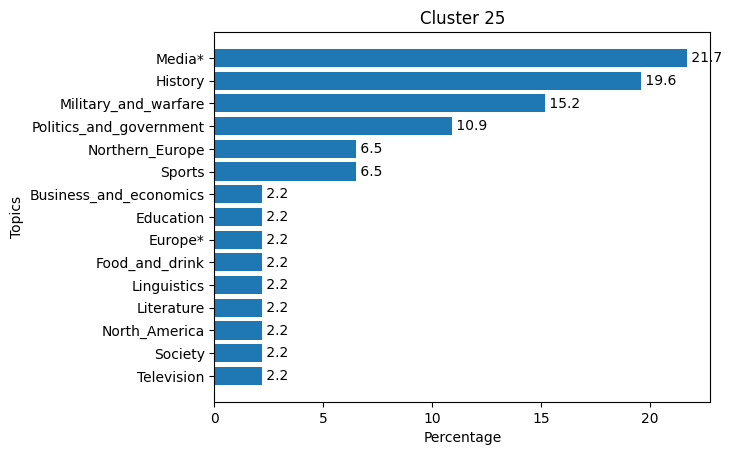 Cluster 25
Topics
Media* 21.7
History 19.6
Military_and_warfare 15.2
Politics_and_government 10.9
Northern_Europe 6.5
Sports 6.5
Business_and_economics 2.2
Education 2.2
Europe* 2.2
Food_and_drink 2.2
Linguistics 2.2
Literature 2.2
North_America 2.2
Society 2.2
Television 2.2
0 5 10 15 20
Percentage